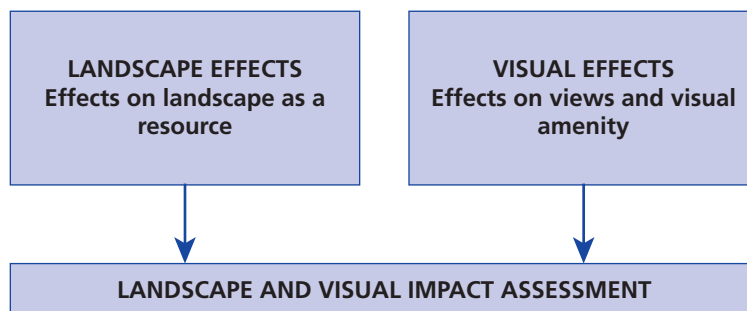 LANDSCAPE EFFECTS
Effects on landscape as a
resource
VISUAL EFFECTS
Effects on views and visual
amenity
LANDSCAPE AND VISUAL IMPACT ASSESSMENT